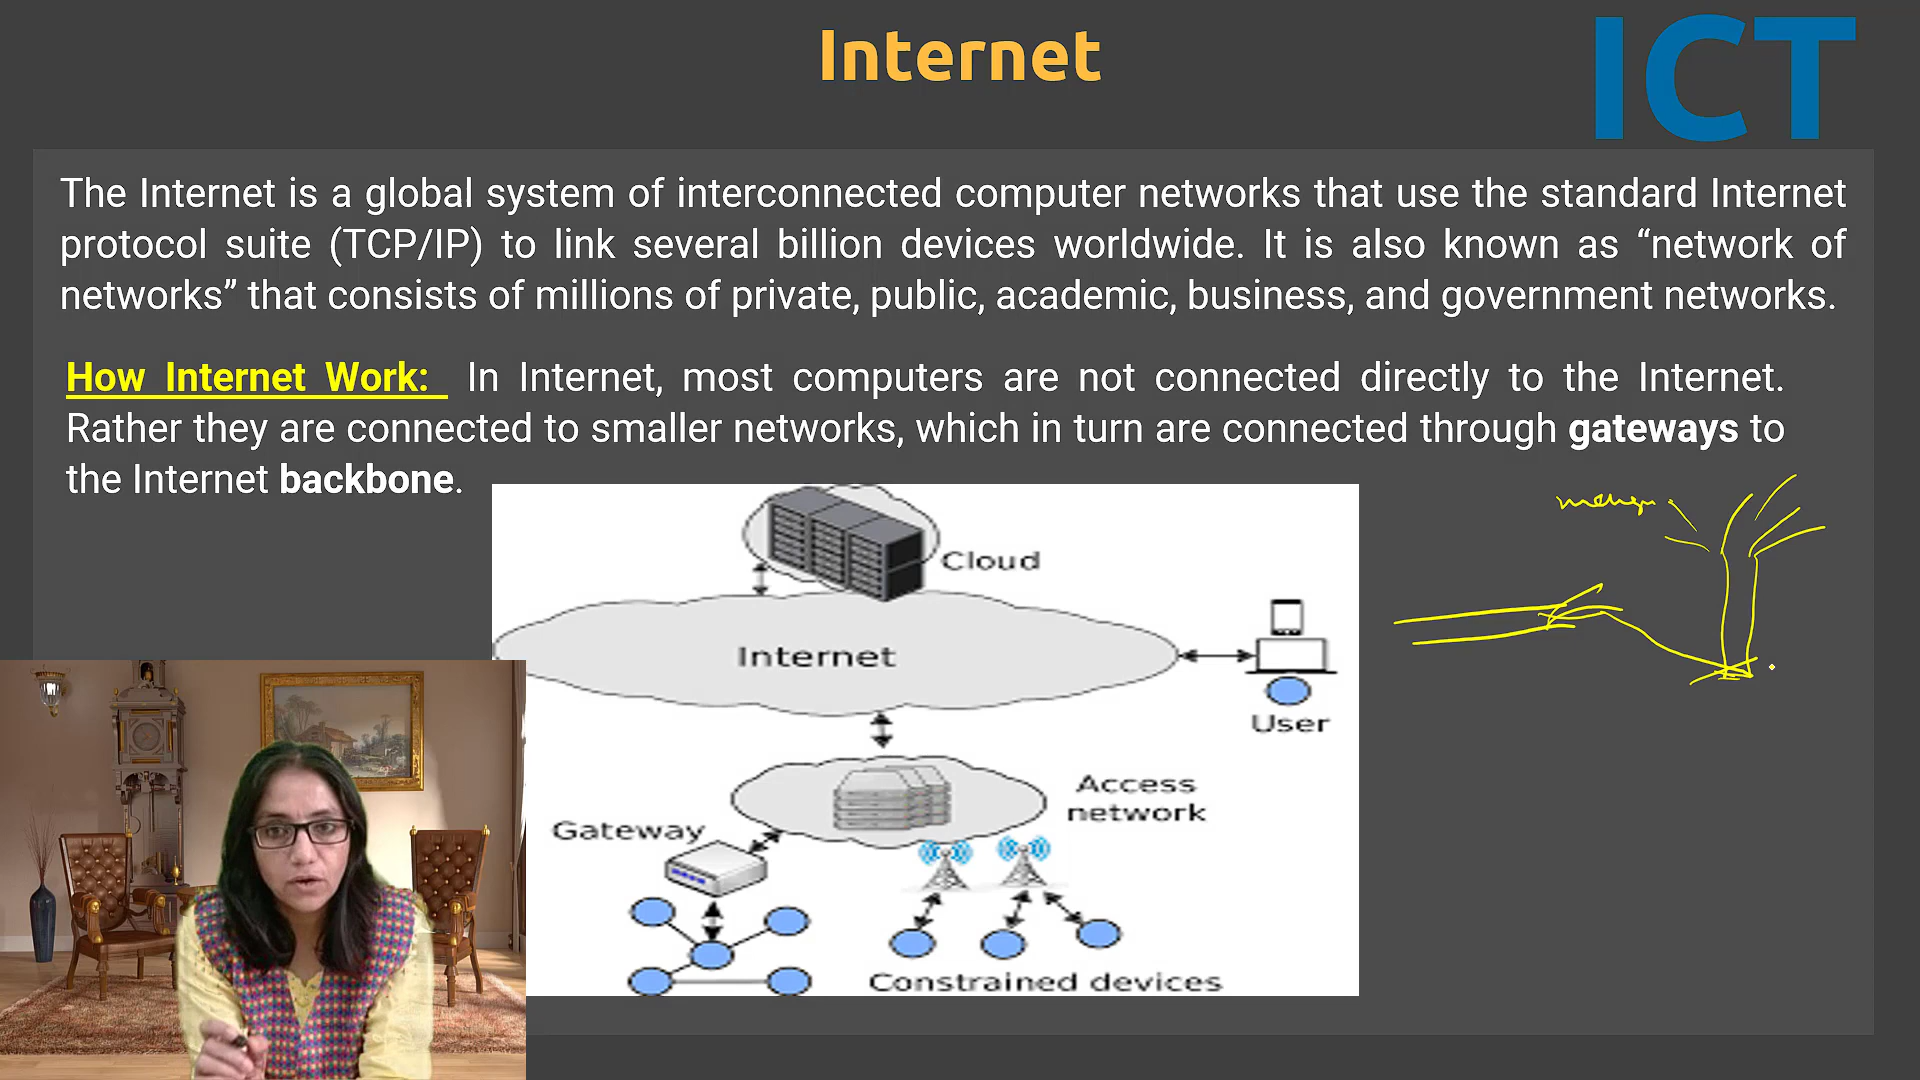 Internet
ICT
The Internet is a global system of interconnected computer networks that use the standard Internet
protocol suite (TCP/IP) to link several billion devices worldwide. It is also known as “network of
networks” that consists of millions of private, public, academic, business, and government networks.
How Internet Work: In Internet, most computers are not connected directly to the Internet.
Rather they are connected to smaller networks, which in turn are connected through gateways to
the Internet backbone.
Cloud
Internet
User
Access
network
Gateway
Constrained devices